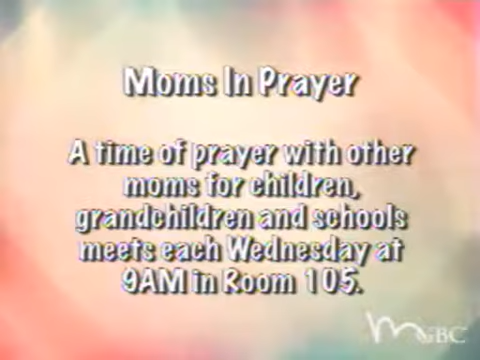 Moms In Prayer
A time of prayer with other
moms for children,
grandchildren and schools
meets each Wednesday at
9AM in Room 105.